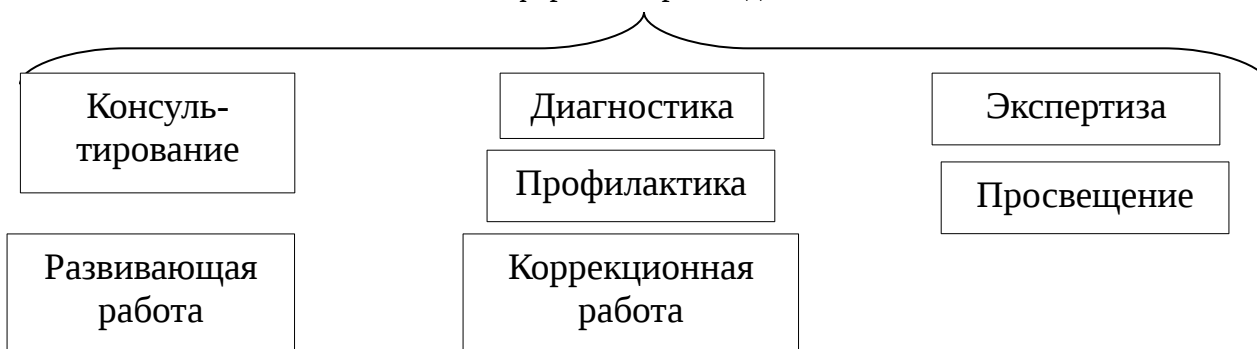 Консуль-
тирование
Диагностика
Экспертиза
Профилактика
Просвещение
Развивающая
работа
Коррекционная
работа